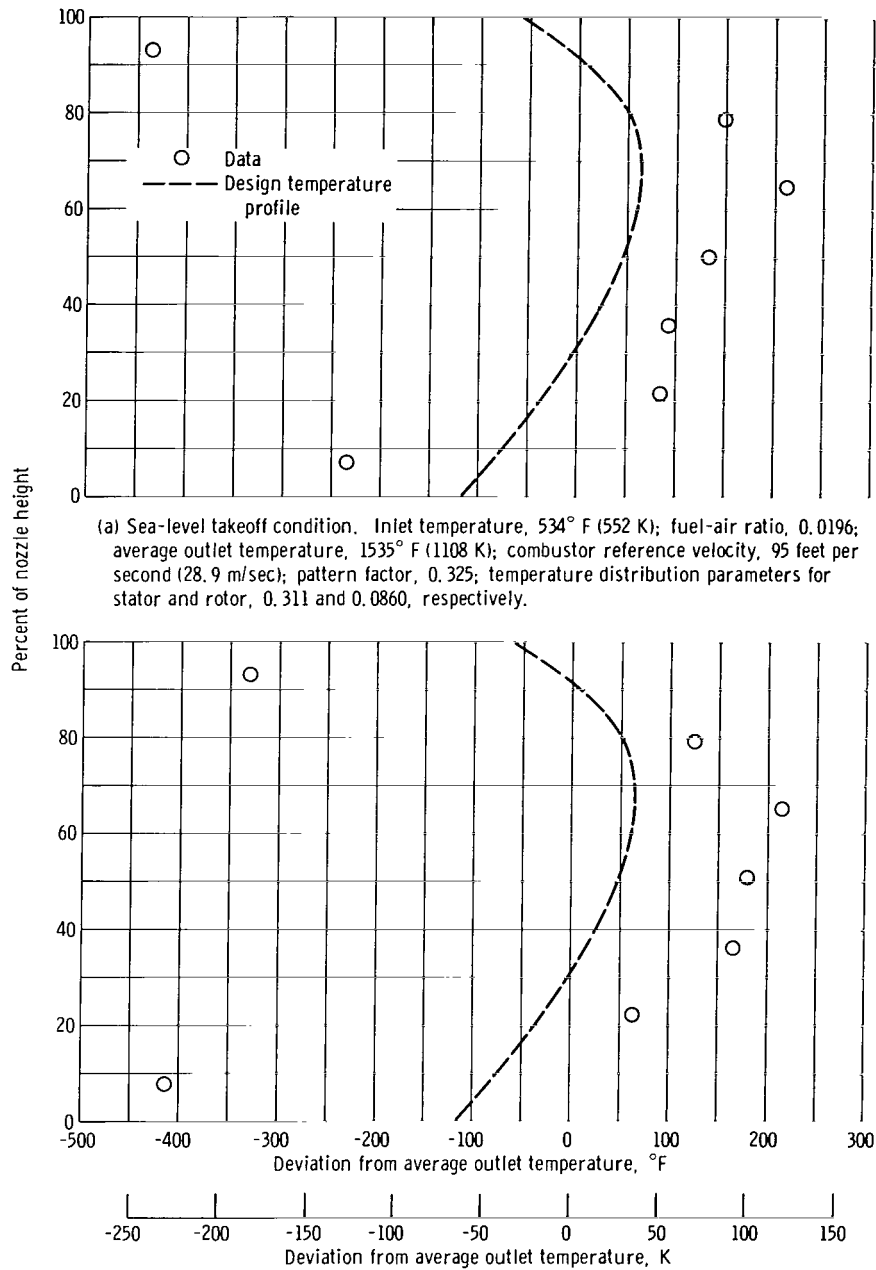 100
80
60
40
20
0
Data
Design temperature
profile
Percent of nozzle height
(a) Sea-level takeoff condition. Inlet temperature, 534° F (552 K); fuel-air ratio, 0.0196;
average outlet temperature, 1535° F (1108 K); combustor reference velocity, 95 feet per
second (28.9 m/sec); pattern factor, 0.325; temperature distribution parameters for
stator and rotor, 0.311 and 0.0860, respectively.
100
80
60
40
20
0
-500 -400 -300 -200 -100 0 100 200 300
Deviation from average outlet temperature, °F
-250 -200 -150 -100 -50 0 50 100 150
Deviation from average outlet temperature, K